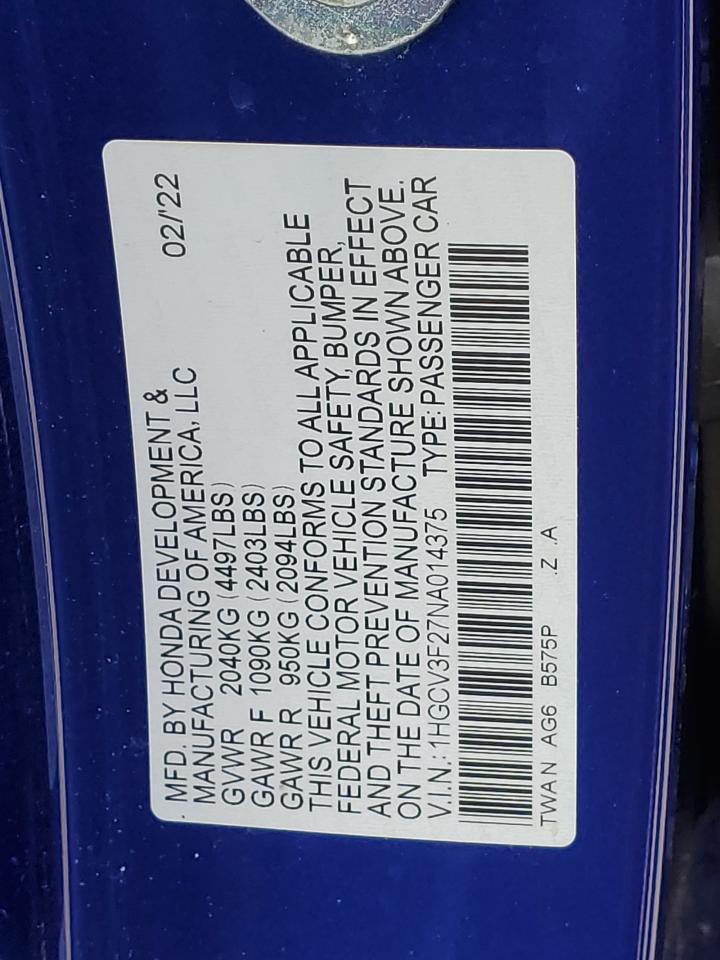 MFD. BY HONDA DEVELOPMENT & 02/'22
MANUFACTURING OF AMERICA, LLC
GVWR 2040KG (4497LBS)
GAWR F 1090KG (2403LBS)
GAWR R 950KG (2094LBS)
THIS VEHICLE CONFORMS TO ALL APPLICABLE
FEDERAL MOTOR VEHICLE SAFETY, BUMPER,
AND THEFT PREVENTION STANDARDS IN EFFECT
ON THE DATE OF MANUFACTURE SHOWN ABOVE.
V.I.N.: 1HGCV3F27NA014375 TYPE: PASSENGER CAR
TWAN AG6 B575P .Z .A